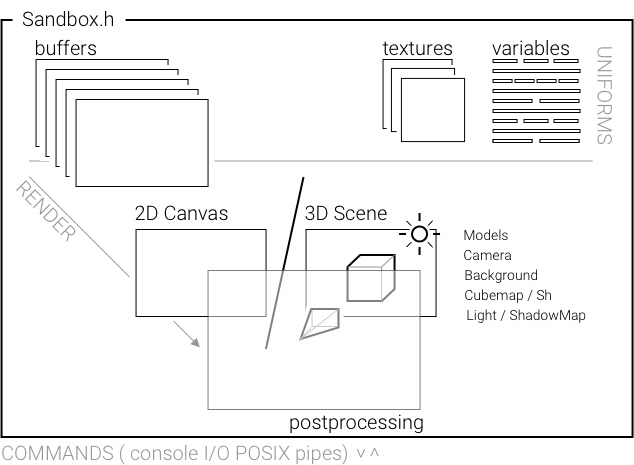 Sandbox.h
buffers
textures
variables
UNIFORMS
RENDER
2D Canvas
3D Scene
Models
Camera
Background
Cubemap / Sh
Light / ShadowMap
postprocessing
COMMANDS ( console I/O POSIX pipes) v ^